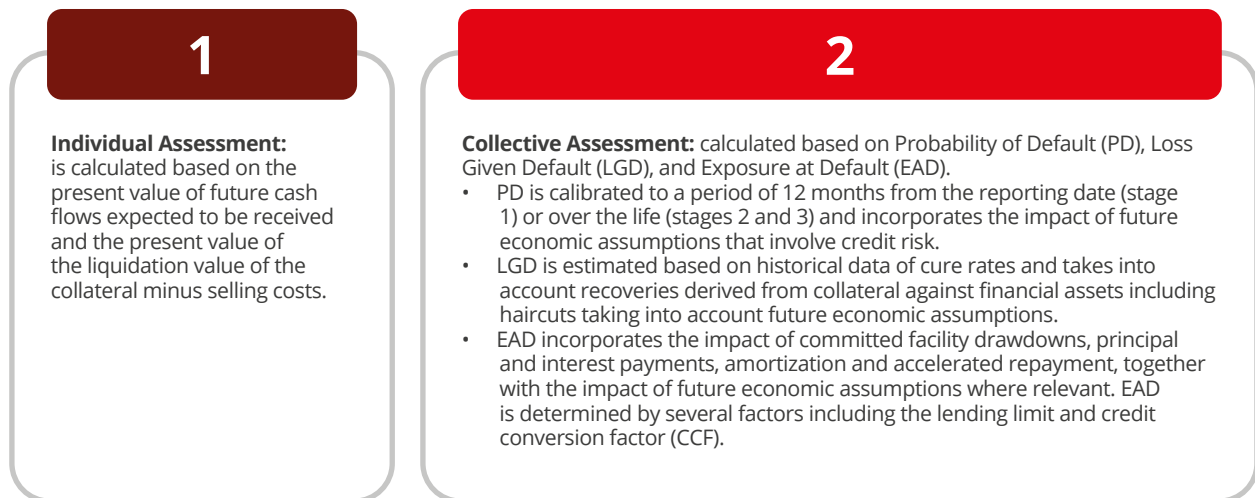 1
Individual Assessment:
is calculated based on the
present value of future cash
flows expected to be received
and the present value of
the liquidation value of the
collateral minus selling costs.
2
Collective Assessment: calculated based on Probability of Default (PD), Loss
Given Default (LGD), and Exposure at Default (EAD).
• PD is calibrated to a period of 12 months from the reporting date (stage
1) or over the life (stages 2 and 3) and incorporates the impact of future
economic assumptions that involve credit risk.
• LGD is estimated based on historical data of cure rates and takes into
account recoveries derived from collateral against financial assets including
haircuts taking into account future economic assumptions.
• EAD incorporates the impact of committed facility drawdowns, principal
and interest payments, amortization and accelerated repayment, together
with the impact of future economic assumptions where relevant. EAD
is determined by several factors including the lending limit and credit
conversion factor (CCF).